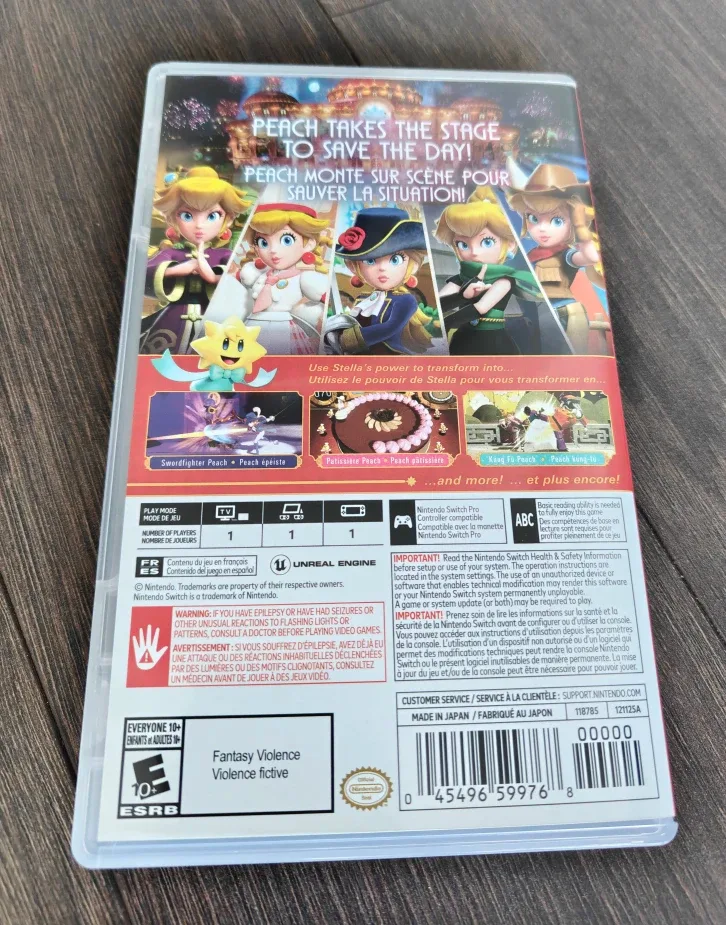 PEACH TAKES THE STAGE
TO SAVE THE DAY!
PEACH MONTE SUR SCÈNE POUR
SAUVER LA SITUATION!
Use Stella's power to transform into...
Utilisez le pouvoir de Stella pour vous transformer en...
Swordfighter Peach • Peach épéiste
Patissière Peach • Peach pâtissière
Kung Fu Peach • Peach kung-fu
...and more! ... et plus encore!
PLAY MODE
MODE DE JEU
TV
NUMBER OF PLAYERS
NOMBRE DE JOUEURS
1
1
1
Nintendo Switch Pro
Controller compatible
Compatible avec la manette
Nintendo Switch Pro
ABC
Basic reading ability is needed
to fully enjoy this game
Des compétences de base en
lecture sont requises pour
profiter pleinement de ce jeu
FR
ES
Contenu du jeu en français
Contenido del juego en español
UNREAL ENGINE
© Nintendo. Trademarks are property of their respective owners.
Nintendo Switch is a trademark of Nintendo.
WARNING: IF YOU HAVE EPILEPSY OR HAVE HAD SEIZURES OR
OTHER UNUSUAL REACTIONS TO FLASHING LIGHTS OR
PATTERNS, CONSULT A DOCTOR BEFORE PLAYING VIDEO GAMES.
AVERTISSEMENT : SI VOUS SOUFFREZ D'ÉPILEPSIE, AVEZ DÉJÀ EU
UNE ATTAQUE OU DES RÉACTIONS INHABITUELLES DÉCLENCHÉES
PAR DES LUMIÈRES OU DES MOTIFS CLIGNOTANTS, CONSULTEZ
UN MÉDECIN AVANT DE JOUER À DES JEUX VIDÉO.
IMPORTANT! Read the Nintendo Switch Health & Safety Information
before setup or use of your system. The operation instructions are
located in the system settings. The use of an unauthorized device or
software that enables technical modification may render this software
or your Nintendo Switch system permanently unplayable.
A game or system update (or both) may be required to play.
IMPORTANT! Prenez soin de lire les informations sur la santé et la
sécurité de la Nintendo Switch avant de configurer ou d'utiliser la console.
Vous pouvez accéder aux instructions d'utilisation depuis les paramètres
de la console. L'utilisation d'un dispositif non autorisé ou d'un logiciel qui
permet des modifications techniques peut rendre la console Nintendo
Switch ou le présent logiciel inutilisables de manière permanente. La mise
à jour du jeu et/ou de la console peut être nécessaire pour pouvoir jouer.
CUSTOMER SERVICE / SERVICE À LA CLIENTÈLE : SUPPORT.NINTENDO.COM
MADE IN JAPAN / FABRIQUÉ AU JAPON
118785
121125A
EVERYONE 10+
ENFANTS et ADULTES 10+
E
10+
ESRB
Fantasy Violence
Violence fictive
Official
Nintendo
Seal
00000
0 45496 59976 8